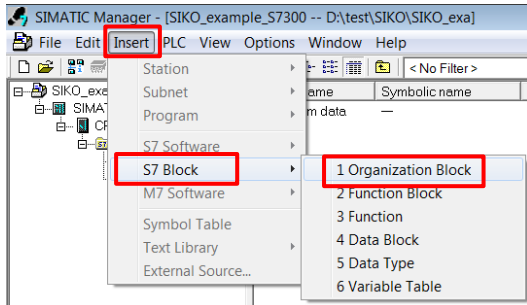 SIMATIC Manager - [SIKO_example_S7300 -- D:\test\SIKO\SIKO_exa]
File Edit Insert PLC View Options Window Help
< No Filter >
SIKO_exa
SIMAT
CP
S7
ame Symbolic name
m data —
Station
Subnet
Program
S7 Software
S7 Block
M7 Software
Symbol Table
Text Library
External Source...
1 Organization Block
2 Function Block
3 Function
4 Data Block
5 Data Type
6 Variable Table